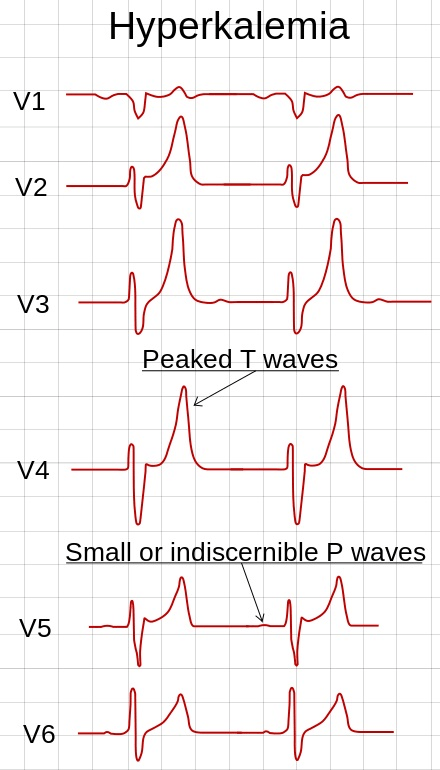 Hyperkalemia
V1
V2
V3
Peaked T waves
V4
Small or indiscernible P waves
V5
V6